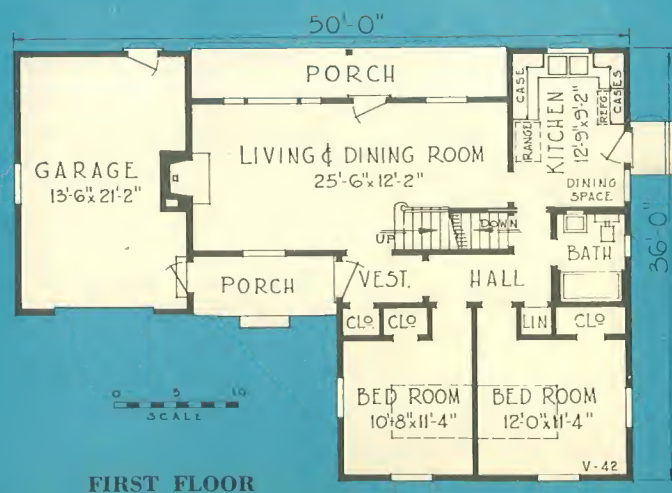 50'-0"
PORCH
CASE
CASES
REFG.
RANGE
KITCHEN
12'-9"x9'-2"
DINING
SPACE
GARAGE
13'-6"x21'-2"
LIVING & DINING ROOM
25'-6"x12'-2"
36'-0"
UP
DOWN
BATH
PORCH
VEST.
HALL
CLO.
CLO.
LIN
CLO.
BED ROOM
10'-8"x11'-4"
BED ROOM
12'-0"x11'-4"
0 5 10
SCALE
V-42
FIRST FLOOR